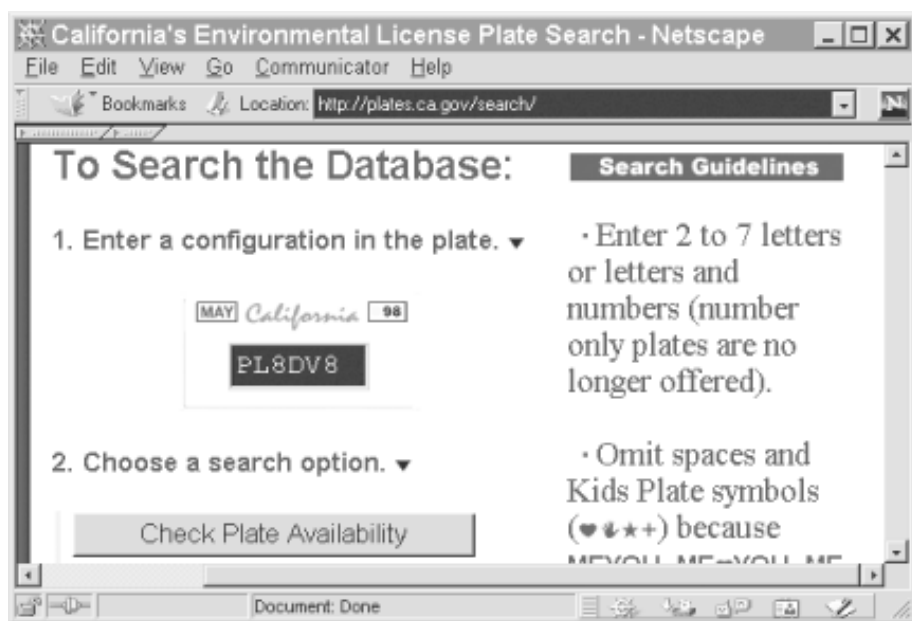 California's Environmental License Plate Search - Netscape
File Edit View Go Communicator Help
Bookmarks Location: http://plates.ca.gov/search/
N
To Search the Database:
1. Enter a configuration in the plate.
MAY California 98
PL8DV8
2. Choose a search option.
Check Plate Availability
Search Guidelines
· Enter 2 to 7 letters
or letters and
numbers (number
only plates are no
longer offered).
· Omit spaces and
Kids Plate symbols
(♥✋★+) because
Document: Done